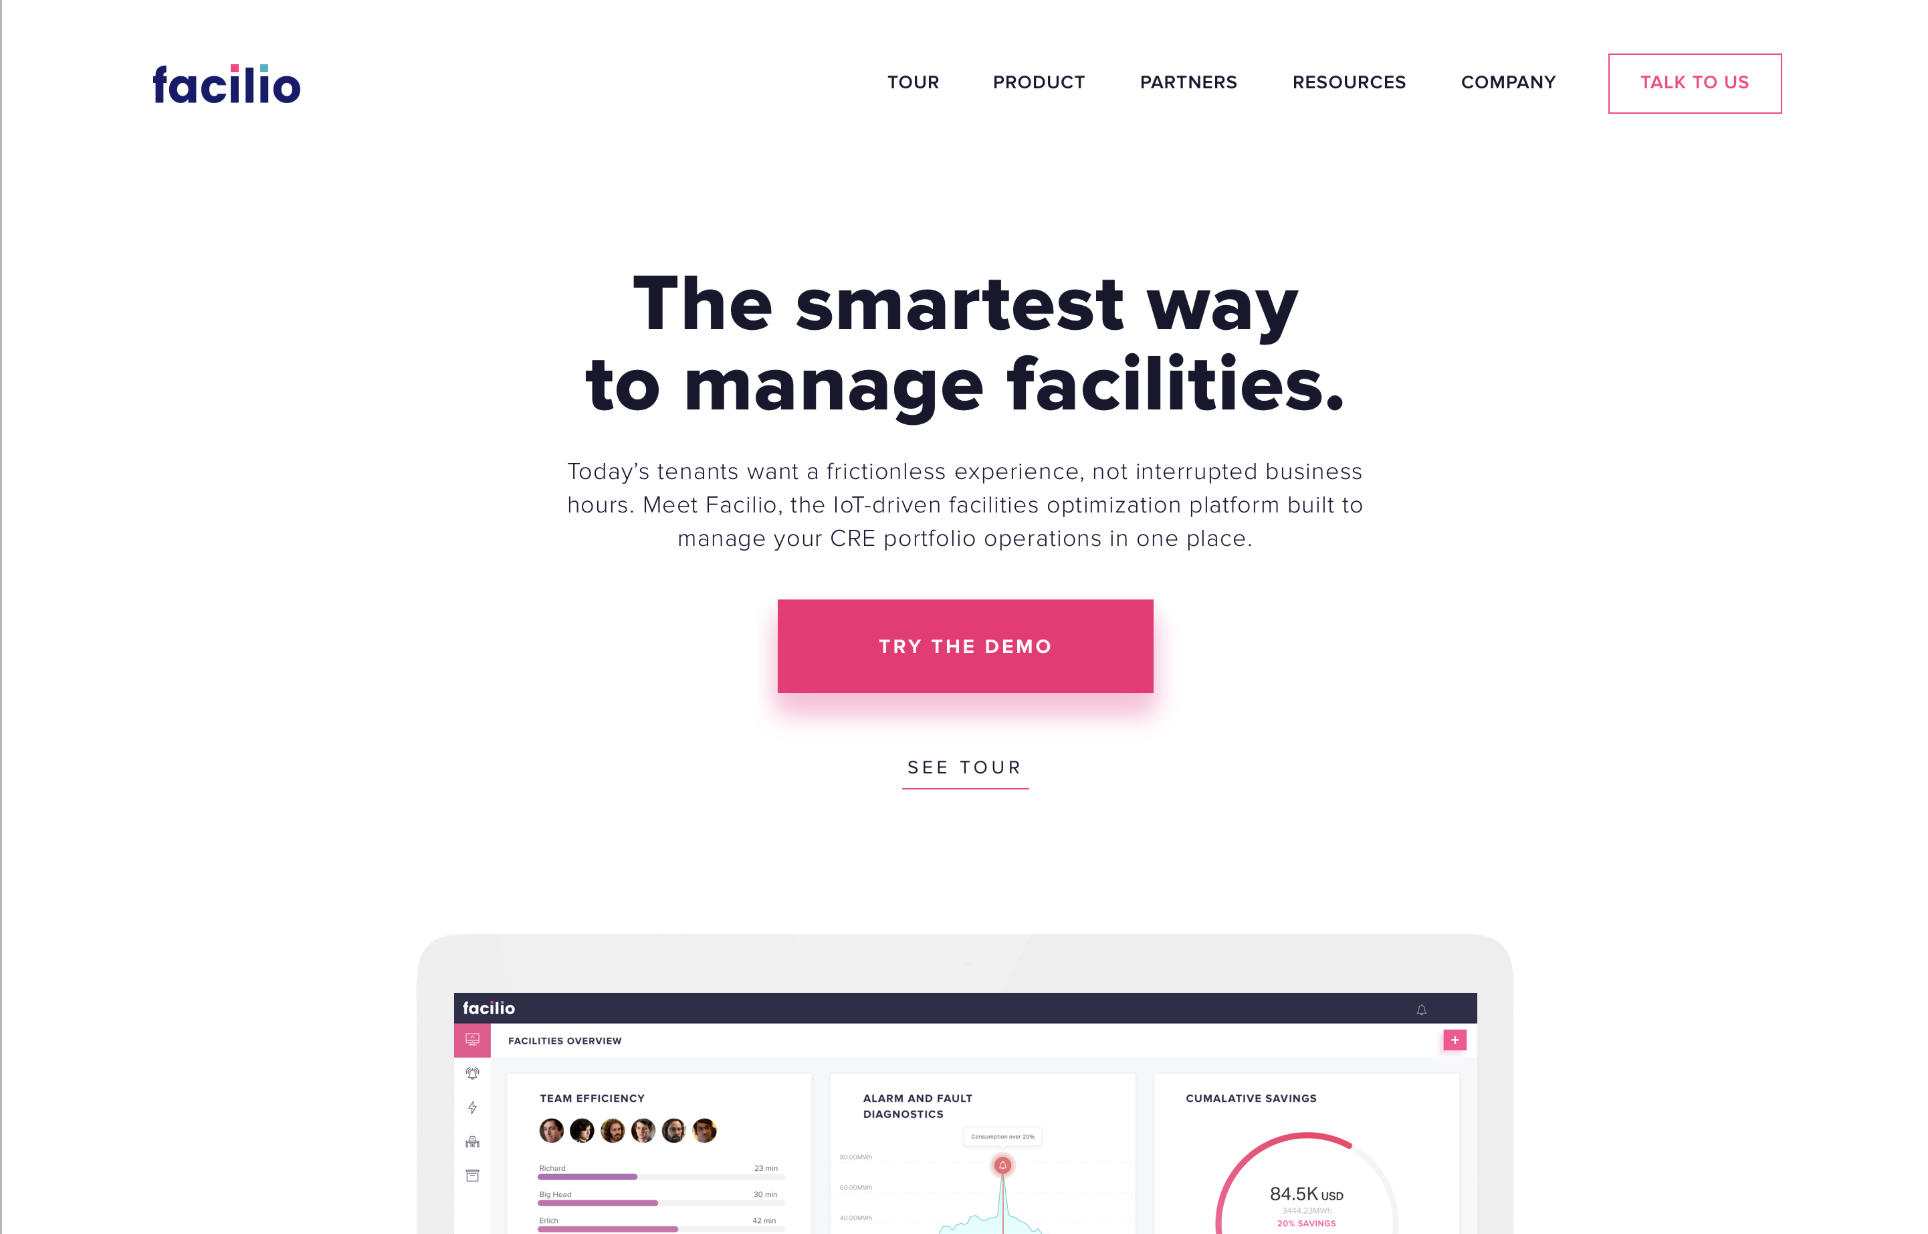 facilio
TOUR
PRODUCT
PARTNERS
RESOURCES
COMPANY
TALK TO US
The smartest way
to manage facilities.
Today’s tenants want a frictionless experience, not interrupted business
hours. Meet Facilio, the IoT-driven facilities optimization platform built to
manage your CRE portfolio operations in one place.
TRY THE DEMO
SEE TOUR
facilio
FACILITIES OVERVIEW
+
TEAM EFFICIENCY
Richard 23 min
Big Head 30 min
Erlich 42 min
ALARM AND FAULT
DIAGNOSTICS
Consumption over 20%
80.00MWh
60.00MWh
40.00MWh
CUMALATIVE SAVINGS
84.5K USD
3444.23MWh
20% SAVINGS